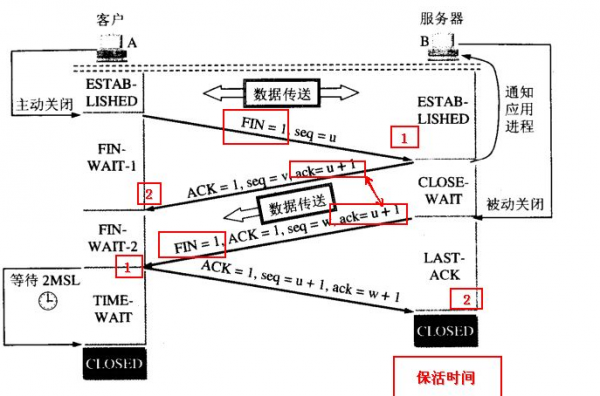 客户
服务器
A
B
ESTAB-
LISHED
数据传送
ESTAB-
LISHED
通知
应用
进程
主动关闭
FIN = 1, seq = u
1
FIN-
WAIT-1
2
ACK = 1, seq = v, ack= u + 1
CLOSE-
WAIT
数据传送
被动关闭
FIN = 1, ACK = 1, seq = w, ack= u + 1
FIN-
WAIT-2
1
ACK = 1, seq = u + 1, ack = w + 1
LAST-
ACK
2
等待 2MSL
TIME-
WAIT
CLOSED
CLOSED
保活时间